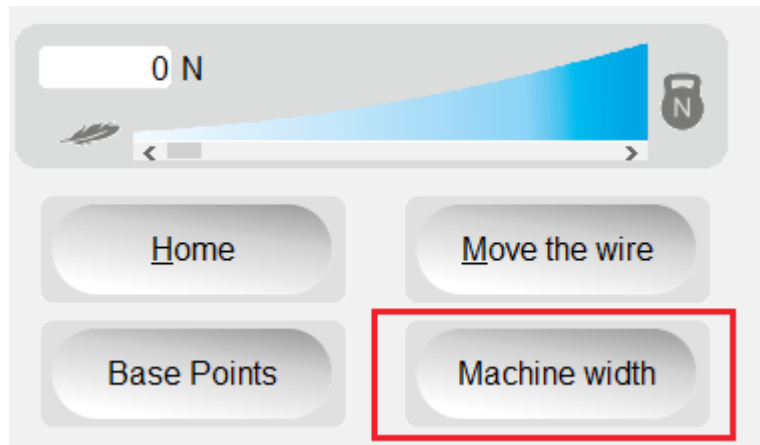 0 N
N
Home
Move the wire
Base Points
Machine width